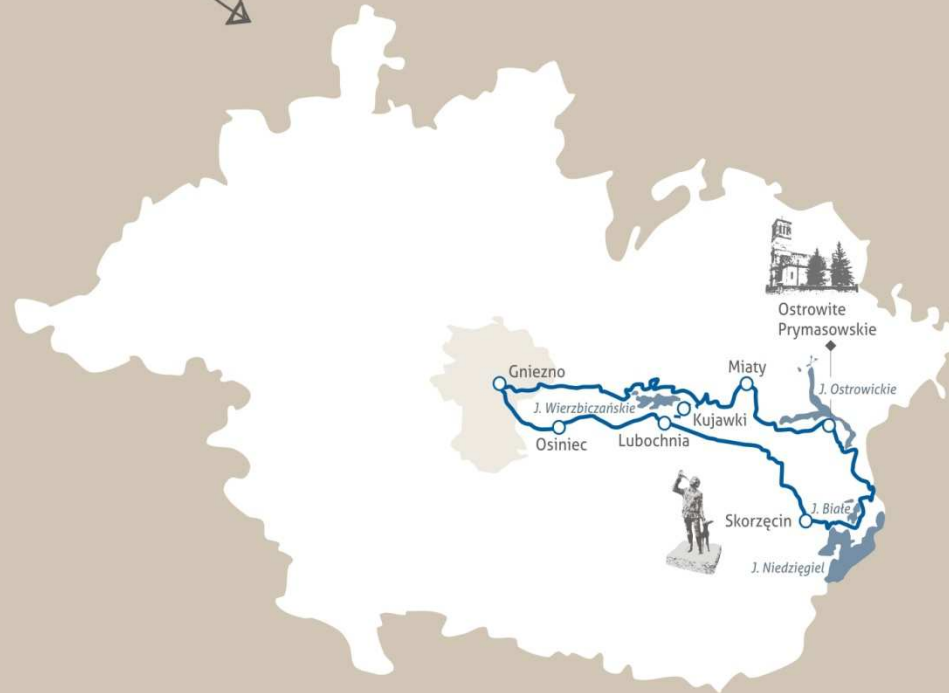 Ostrowite
Prymasowskie
Gniezno
Miaty
J. Ostrowickie
J. Wierzbiczańskie
Kujawki
Osiniec
Lubochnia
J. Białe
Skorzęcin
J. Niedzięgiel